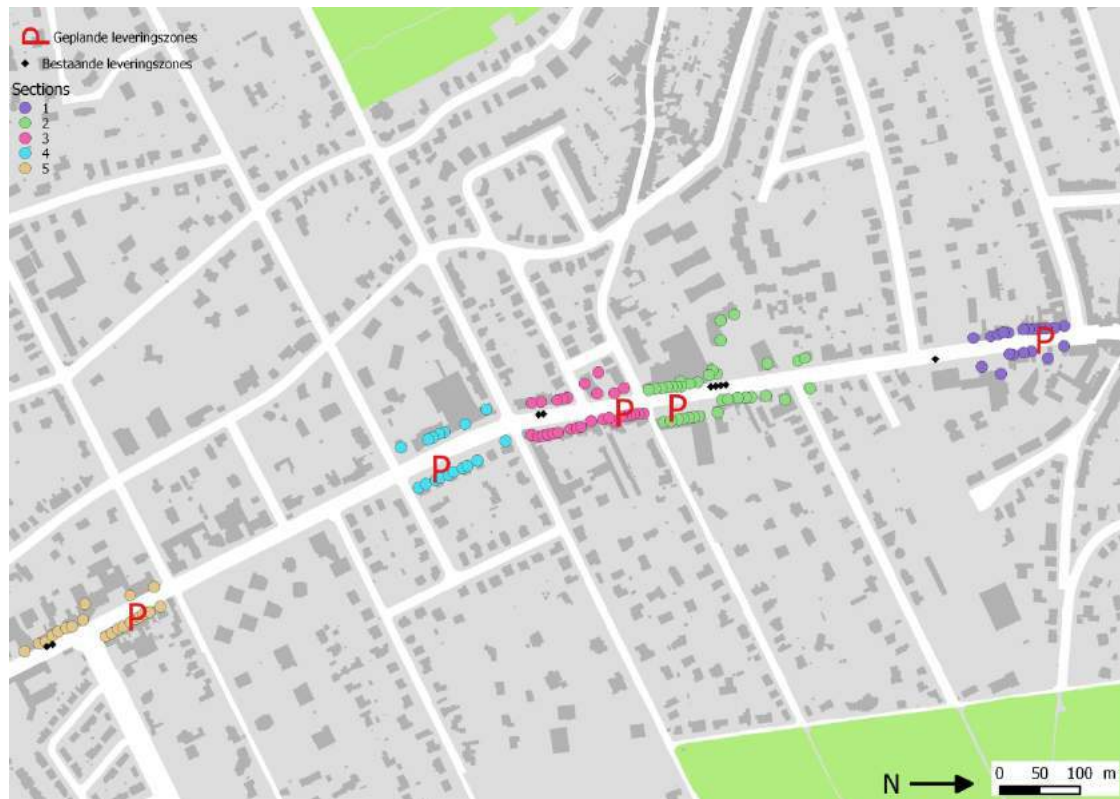 P Geplande leveringszones
Bestaande leveringszones
Sections
1
2
3
4
5
P
P
P
P
P
N
0 50 100 m